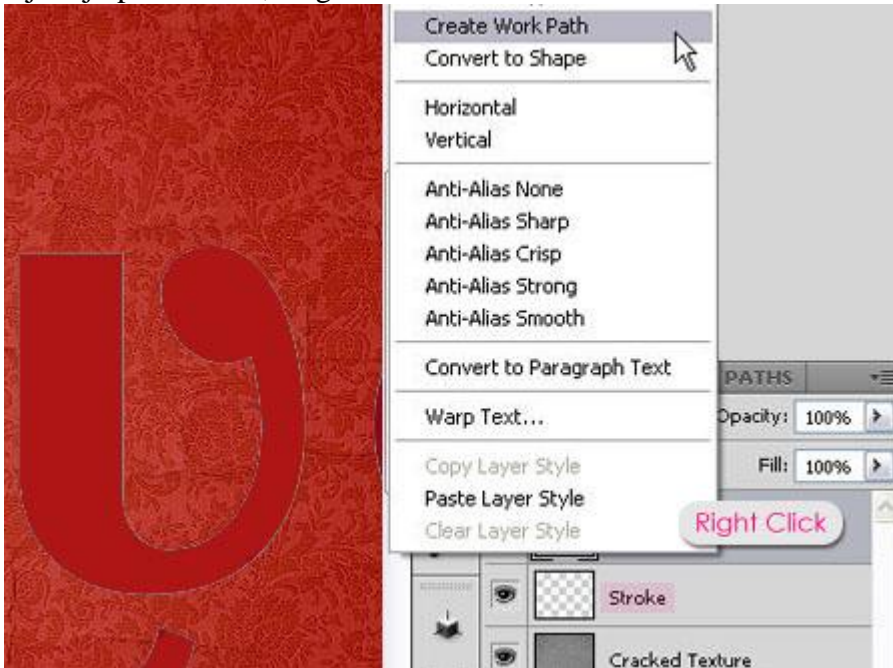 Create Work Path
Convert to Shape
Horizontal
Vertical
Anti-Alias None
Anti-Alias Sharp
Anti-Alias Crisp
Anti-Alias Strong
Anti-Alias Smooth
Convert to Paragraph Text
PATHS
Warp Text...
Opacity: 100%
Fill: 100%
Copy Layer Style
Paste Layer Style
Clear Layer Style
Right Click
Stroke
Cracked Texture